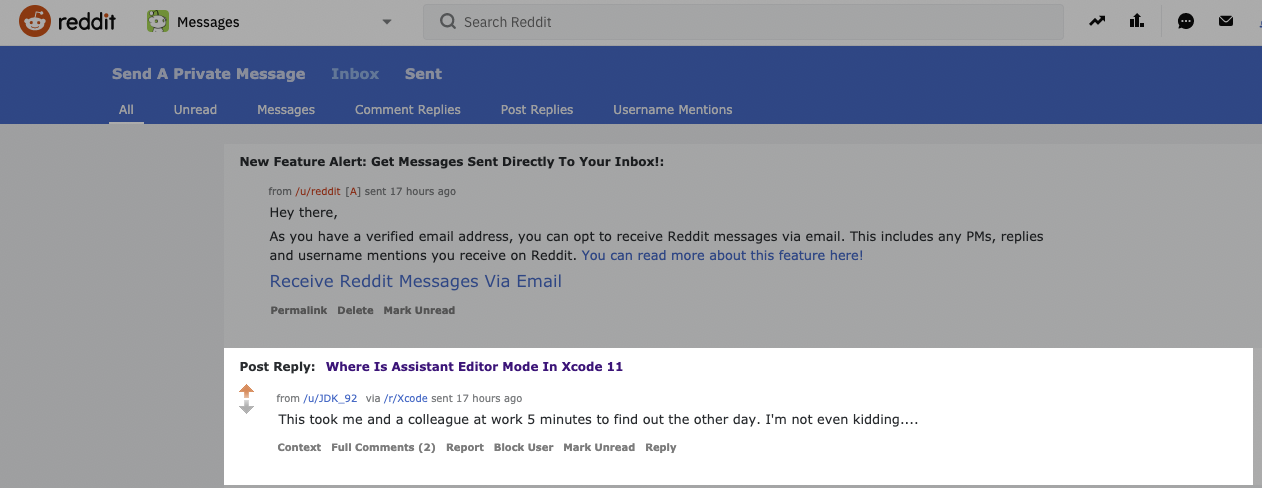 reddit Messages Search Reddit
Send A Private Message Inbox Sent
All Unread Messages Comment Replies Post Replies Username Mentions
New Feature Alert: Get Messages Sent Directly To Your Inbox!:
from /u/reddit [A] sent 17 hours ago
Hey there,
As you have a verified email address, you can opt to receive Reddit messages via email. This includes any PMs, replies
and username mentions you receive on Reddit. You can read more about this feature here!
Receive Reddit Messages Via Email
Permalink Delete Mark Unread
Post Reply: Where Is Assistant Editor Mode In Xcode 11
from /u/JDK_92 via /r/Xcode sent 17 hours ago
This took me and a colleague at work 5 minutes to find out the other day. I'm not even kidding....
Context Full Comments (2) Report Block User Mark Unread Reply